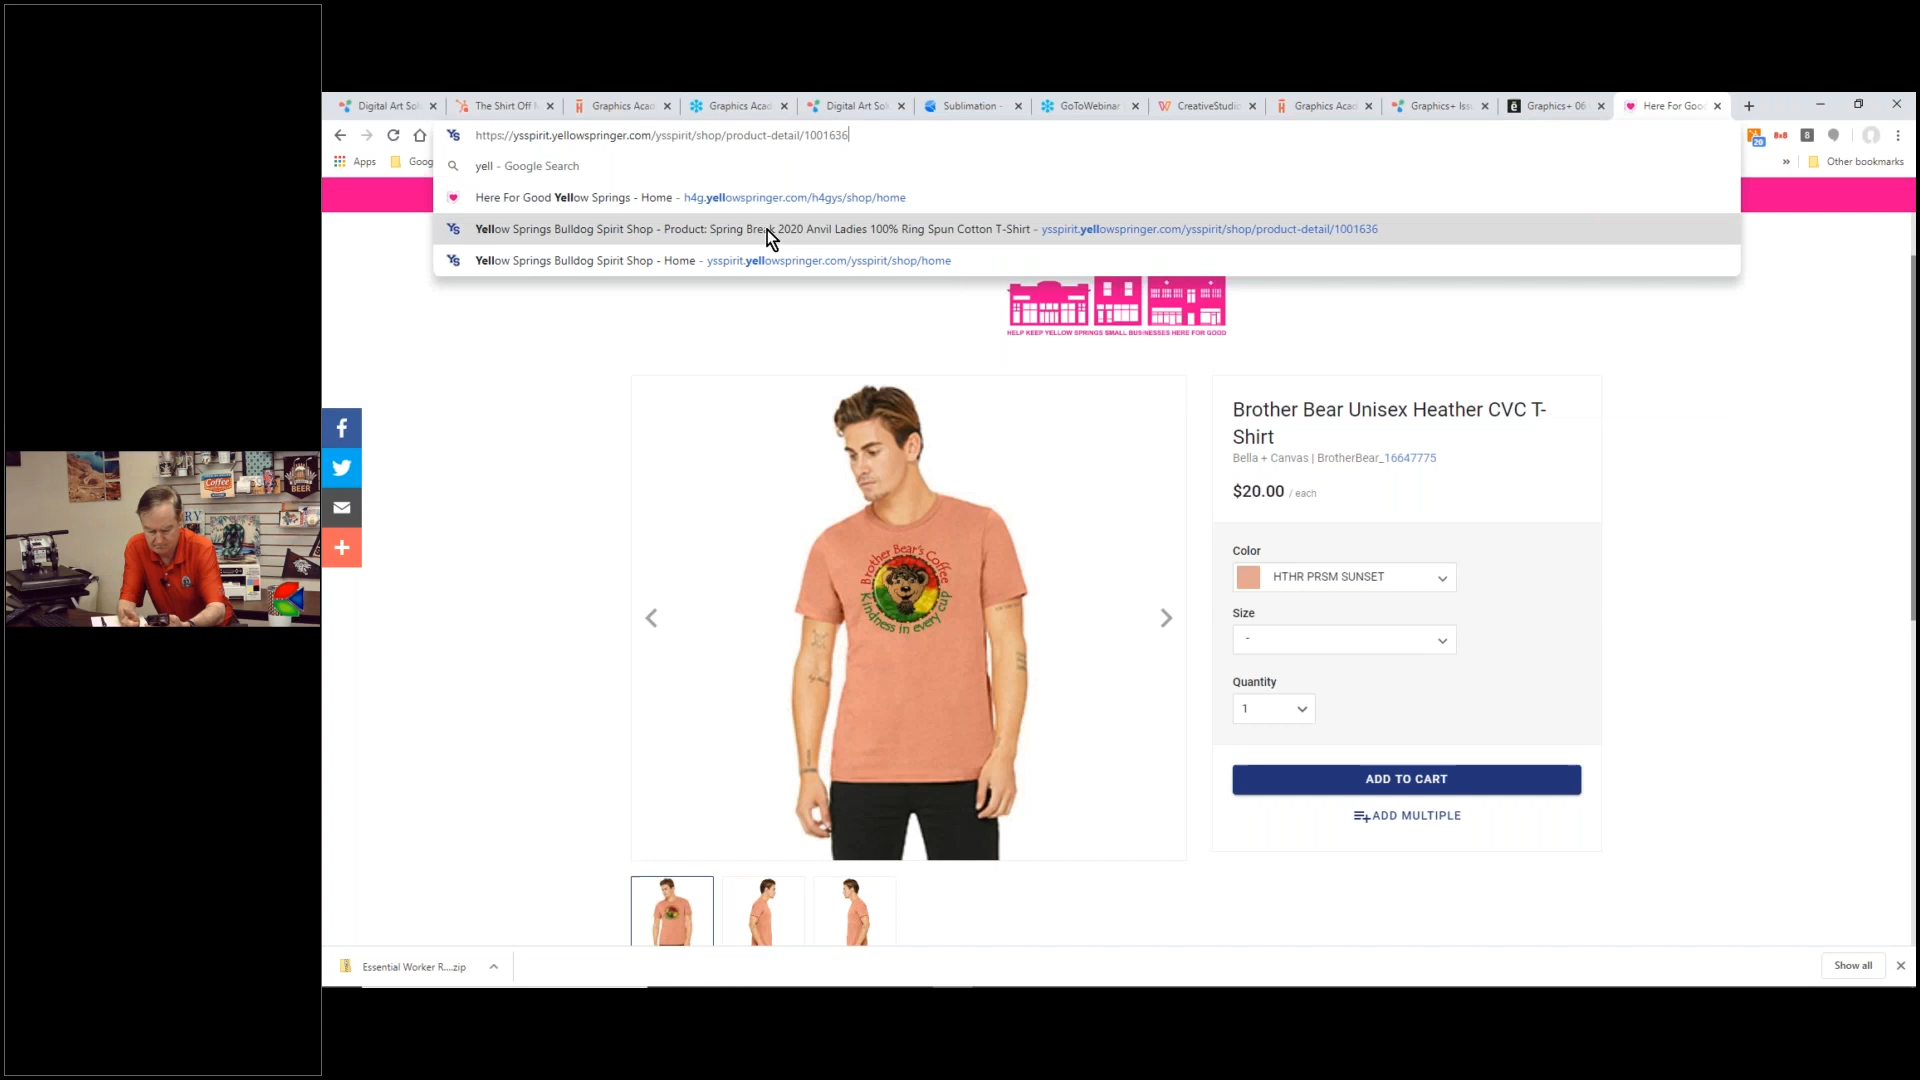 Digital Art Sol
The Shirt Off
Graphics Acad
Graphics Acad
Digital Art Sol
Sublimation -
GoToWebinar
CreativeStudio
Graphics Acad
Graphics+ Issu
Graphics+ 06
Here For Good
https://ysspirit.yellowspringer.com/ysspirit/shop/product-detail/1001636
20
8x8
8
Apps
Goog
yell - Google Search
Other bookmarks
Here For Good Yellow Springs - Home - h4g.yellowspringer.com/h4gys/shop/home
Yellow Springs Bulldog Spirit Shop - Product: Spring Break 2020 Anvil Ladies 100% Ring Spun Cotton T-Shirt - ysspirit.yellowspringer.com/ysspirit/shop/product-detail/1001636
Yellow Springs Bulldog Spirit Shop - Home - ysspirit.yellowspringer.com/ysspirit/shop/home
HELP KEEP YELLOW SPRINGS SMALL BUSINESSES HERE FOR GOOD
Brother Bear Unisex Heather CVC T-
Shirt
Bella + Canvas | BrotherBear_16647775
$20.00 / each
Color
HTHR PRSM SUNSET
Size
-
Quantity
1
ADD TO CART
ADD MULTIPLE
Brother Bear's Coffee
Kindness in every cup
Coffee
BEER
Essential Worker R....zip
Show all